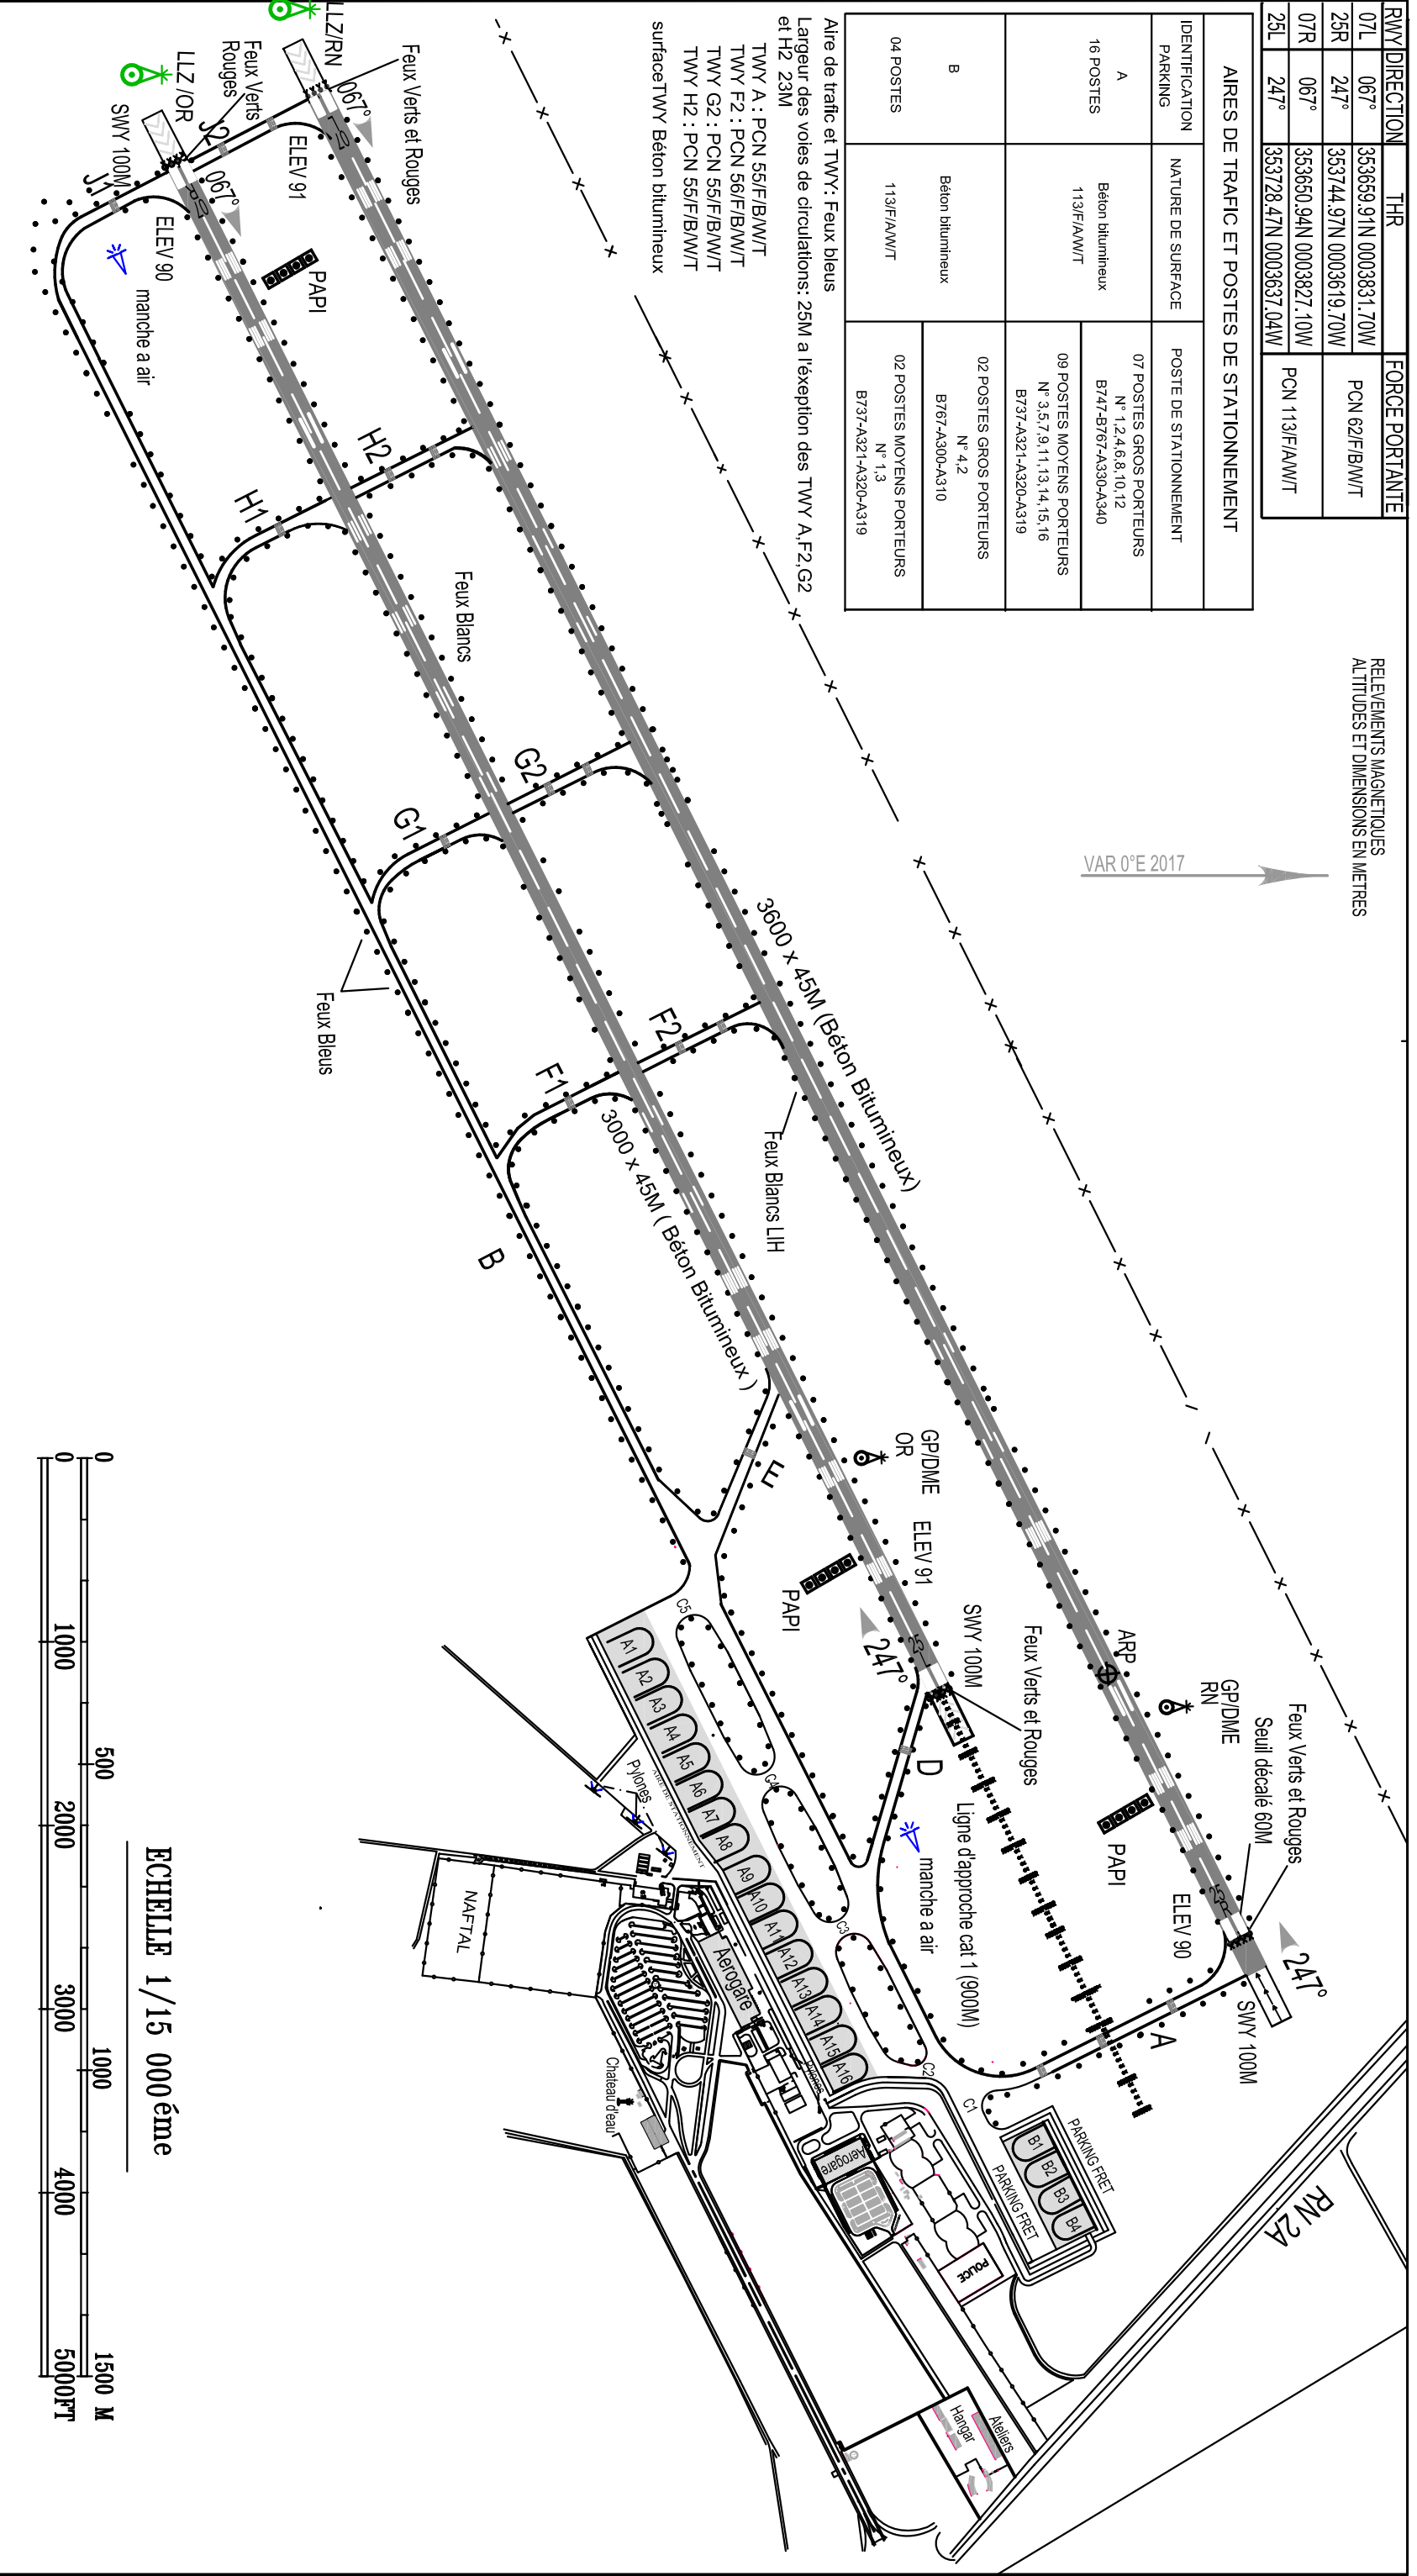 RWY DIRECTION THR FORCE PORTANTE
07L 067° 353659.91N 0003831.70W PCN 62/F/B/W/T
25R 247° 353744.97N 0003619.70W
07R 067° 353650.94N 0003827.10W PCN 113/F/A/W/T
25L 247° 353728.47N 0003637.04W
AIRES DE TRAFIC ET POSTES DE STATIONNEMENT
IDENTIFICATION PARKING NATURE DE SURFACE POSTE DE STATIONNEMENT
A
16 POSTES
Béton bitumineux
113/F/A/W/T
07 POSTES GROS PORTEURS
N° 1,2,4,6,8,10,12
B747-B767-A330-A340
09 POSTES MOYENS PORTEURS
N° 3,5,7,9,11,13,14,15,16
B737-A321-A320-A319
B
04 POSTES
Béton bitumineux
113/F/A/W/T
02 POSTES GROS PORTEURS
N° 4,2
B767-A300-A310
02 POSTES MOYENS PORTEURS
N° 1,3
B737-A321-A320-A319
Aire de trafic et TWY: Feux bleus
Largeur des voies de circulations: 25M a l'éxeption des TWY A,F2,G2
et H2 23M
TWY A : PCN 55/F/B/W/T
TWY F2 : PCN 56/F/B/W/T
TWY G2 : PCN 55/F/B/W/T
TWY H2 : PCN 55/F/B/W/T
surfaceTWY Béton bitumineux
RELEVEMENTS MAGNETIQUES
ALTITUDES ET DIMENSIONS EN METRES
VAR 0°E 2017
LLZ/RN
Feux Verts et Rouges
067°
07L
ELEV 91
J2
LLZ /OR
Feux Verts
Rouges
SWY 100M
067°
07R
J1
ELEV 90
manche a air
PAPI
H2
H1
Feux Blancs
G2
G1
Feux Bleus
3600 x 45M (Béton Bitumineux)
F2
F1
Feux Blancs LIH
3000 x 45M ( Béton Bitumineux )
B
E
GP/DME
OR
ELEV 91
PAPI
25L
247°
SWY 100M
Feux Verts et Rouges
ARP
GP/DME
RN
Seuil décalé 60M
Feux Verts et Rouges
PAPI
25R
ELEV 90
247°
SWY 100M
D
manche a air
Ligne d'approche cat 1 (900M)
A
C5
C4
C3
C2
C1
A1
A2
A3
A4
A5
A6
A7
A8
A9
A10
A11
A12
A13
A14
A15
A16
AIRE DE STATIONNEMENT
Pylones
Pylones
NAFTAL
Aerogare
Chateau d'eau
Aerogare
B1
B2
B3
B4
PARKING FRET
PARKING FRET
POLICE
RN2A
Hangar
Ateliers
0 500 1000 1500 M
0 1000 2000 3000 4000 5000FT
ECHELLE 1/15 000éme